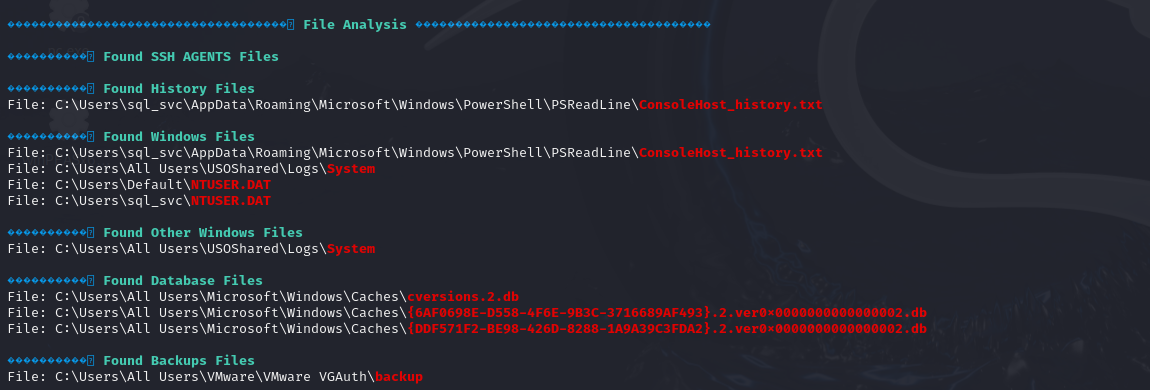 ���������������������������������� File Analysis ������������������������������������
���������� Found SSH AGENTS Files
���������� Found History Files
File: C:\Users\sql_svc\AppData\Roaming\Microsoft\Windows\PowerShell\PSReadLine\ConsoleHost_history.txt
���������� Found Windows Files
File: C:\Users\sql_svc\AppData\Roaming\Microsoft\Windows\PowerShell\PSReadLine\ConsoleHost_history.txt
File: C:\Users\All Users\USOShared\Logs\System
File: C:\Users\Default\NTUSER.DAT
File: C:\Users\sql_svc\NTUSER.DAT
���������� Found Other Windows Files
File: C:\Users\All Users\USOShared\Logs\System
���������� Found Database Files
File: C:\Users\All Users\Microsoft\Windows\Caches\cversions.2.db
File: C:\Users\All Users\Microsoft\Windows\Caches\{6AF0698E-D558-4F6E-9B3C-3716689AF493}.2.ver0×0000000000000002.db
File: C:\Users\All Users\Microsoft\Windows\Caches\{DDF571F2-BE98-426D-8288-1A9A39C3FDA2}.2.ver0×0000000000000002.db
���������� Found Backups Files
File: C:\Users\All Users\VMware\VMware VGAuth\backup